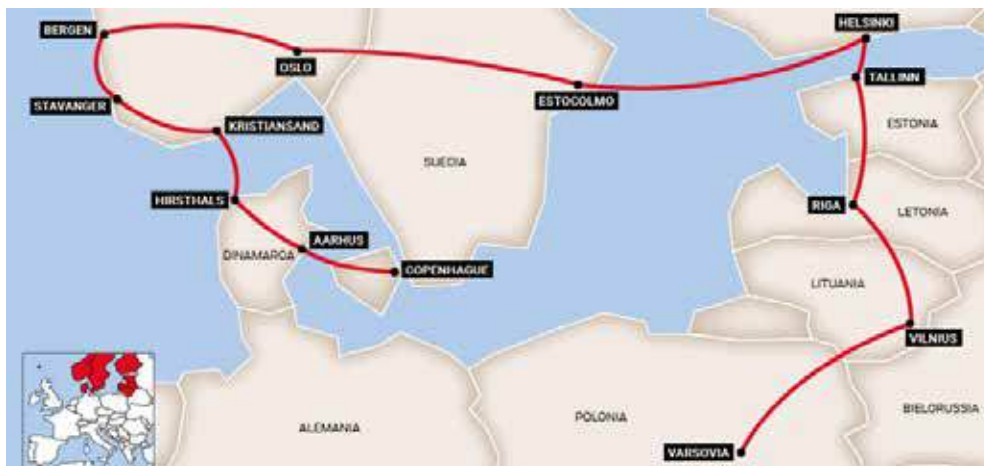 HELSINKI
BERGEN
OSLO
TALLINN
ESTOCOLMO
STAVANGER
KRISTIANSAND
ESTONIA
SUECIA
HIRSTHALS
RIGA
LETONIA
AARHUS
DINAMARCA
COPENHAGUE
LITUANIA
VILNIUS
BIELORUSSIA
POLONIA
ALEMANIA
VARSOVIA